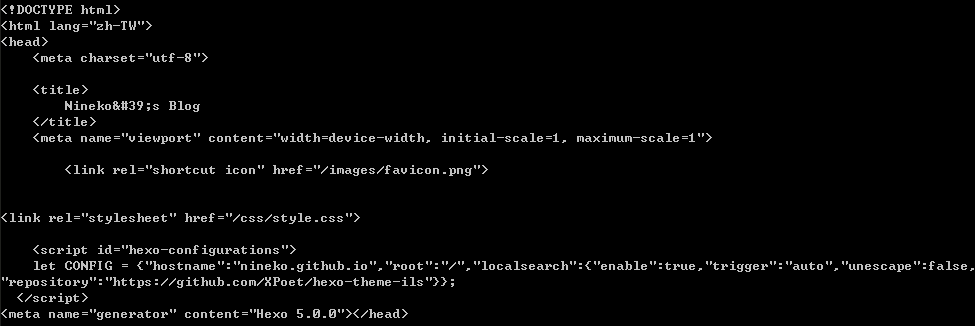 <!DOCTYPE html>
<html lang="zh-TW">
<head>
    <meta charset="utf-8">
    <title>
        Nineko&#39;s Blog
    </title>
    <meta name="viewport" content="width=device-width, initial-scale=1, maximum-scale=1">
        <link rel="shortcut icon" href="/images/favicon.png">
<link rel="stylesheet" href="/css/style.css">
    <script id="hexo-configurations">
    let CONFIG = {"hostname":"nineko.github.io","root":"/","localsearch":{"enable":true,"trigger":"auto","unescape":false,
"repository":"https://github.com/XPoet/hexo-theme-ils"}};
  </script>
<meta name="generator" content="Hexo 5.0.0"></head>